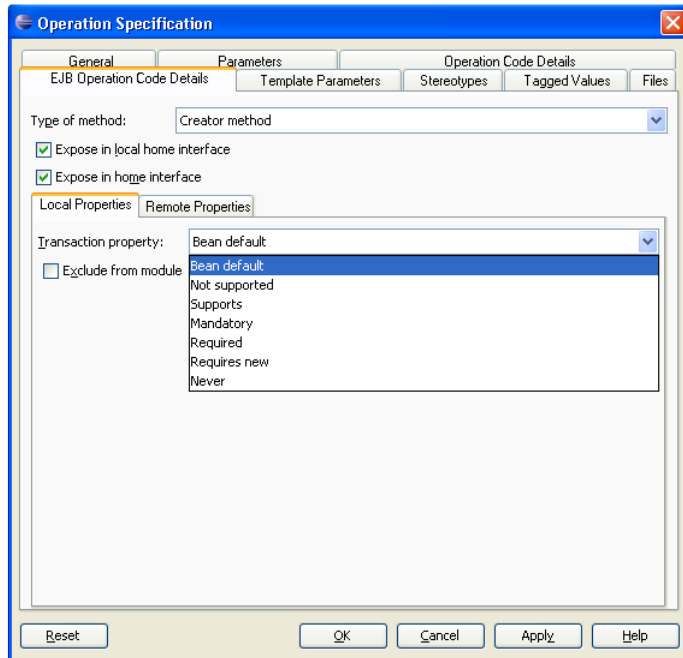 Operation Specification
General Parameters Operation Code Details
EJB Operation Code Details Template Parameters Stereotypes Tagged Values Files
Type of method: Creator method
Expose in local home interface
Expose in home interface
Local Properties Remote Properties
Transaction property: Bean default
Exclude from module Bean default
Not supported
Supports
Mandatory
Required
Requires new
Never
Reset OK Cancel Apply Help